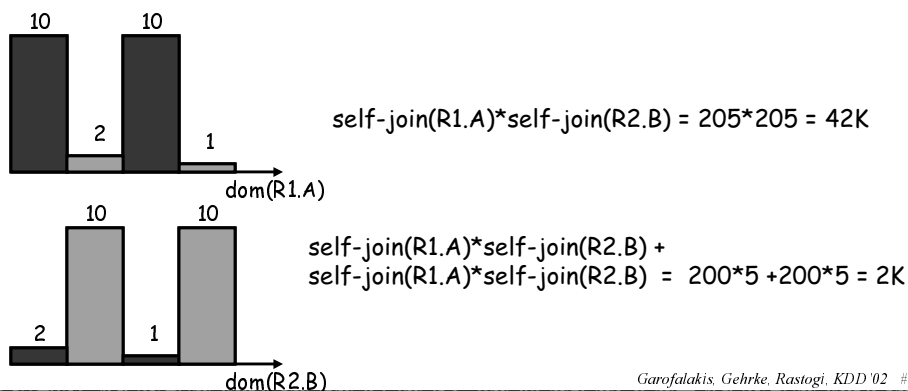 10 10
2 1
self-join(R1.A)*self-join(R2.B) = 205*205 = 42K
dom(R1.A)
10 10
self-join(R1.A)*self-join(R2.B) +
self-join(R1.A)*self-join(R2.B) = 200*5 +200*5 = 2K
2 1
dom(R2.B)
Garofalakis, Gehrke, Rastogi, KDD'02 #